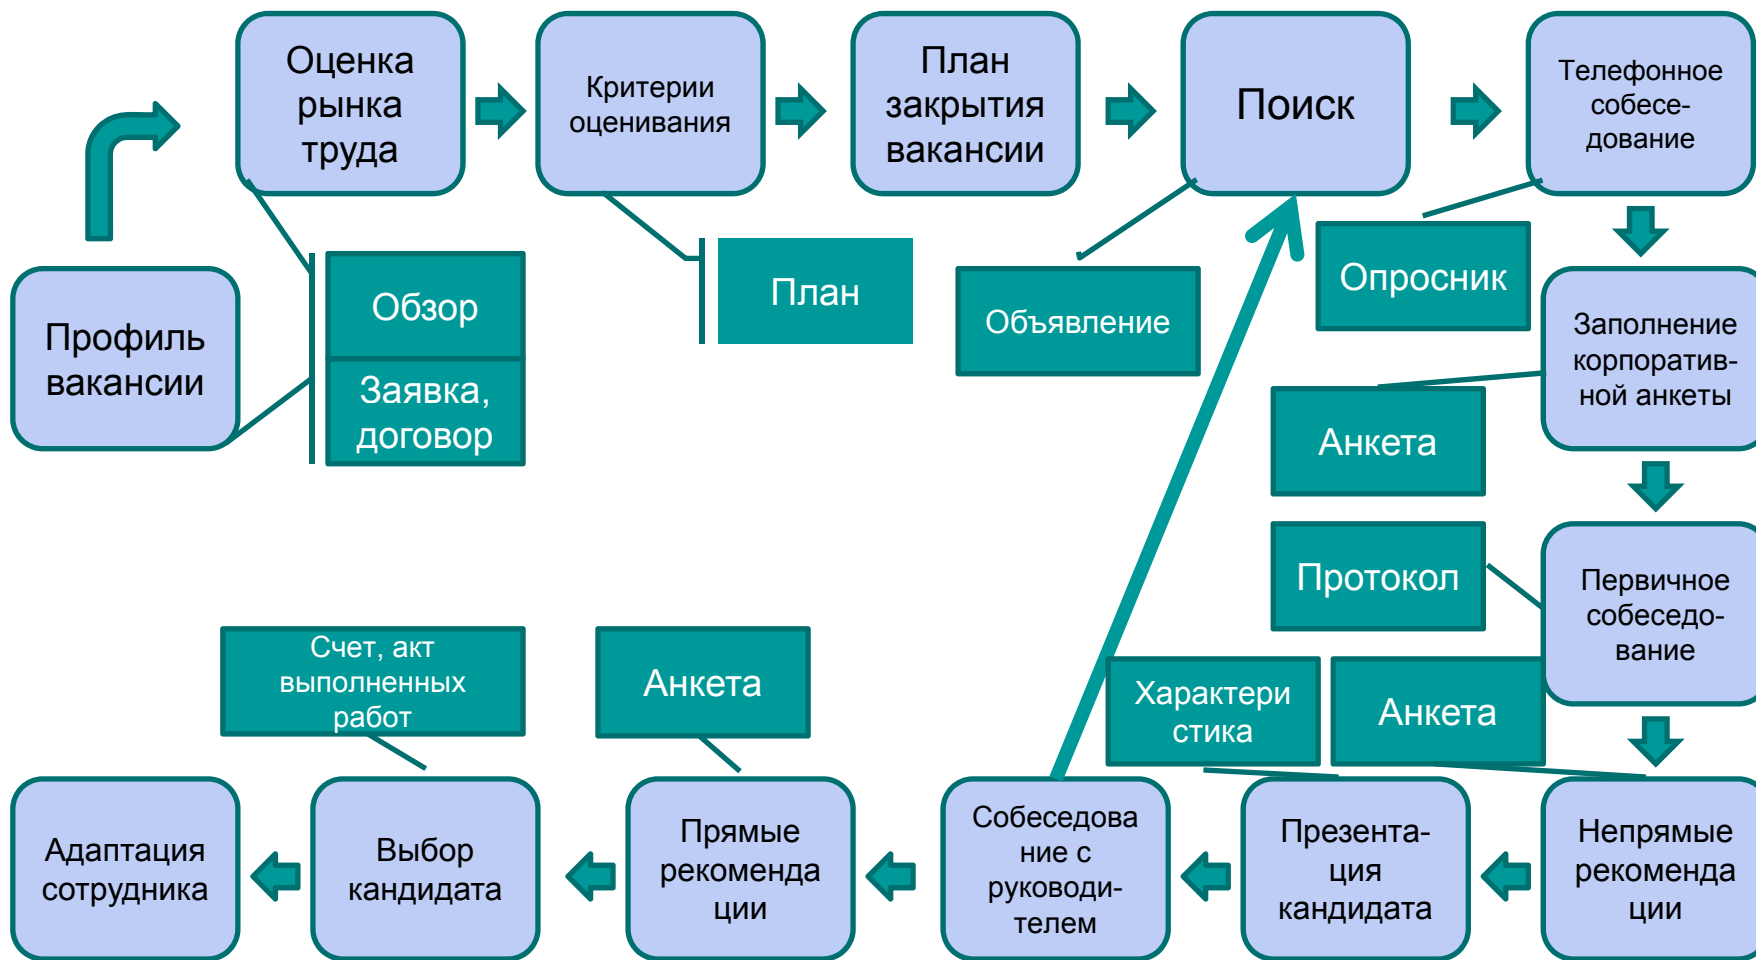 Оценка
рынка
труда
Критерии
оценивания
План
закрытия
вакансии
Поиск
Телефонное
собесе-
дование
Профиль
вакансии
Обзор
Заявка,
договор
План
Объявление
Опросник
Заполнение
корпоратив-
ной анкеты
Анкета
Протокол
Первичное
собеседо-
вание
Счет, акт
выполненных
работ
Анкета
Характери
стика
Анкета
Адаптация
сотрудника
Выбор
кандидата
Прямые
рекоменда
ции
Собеседова
ние с
руководи-
телем
Презента-
ция
кандидата
Непрямые
рекоменда
ции